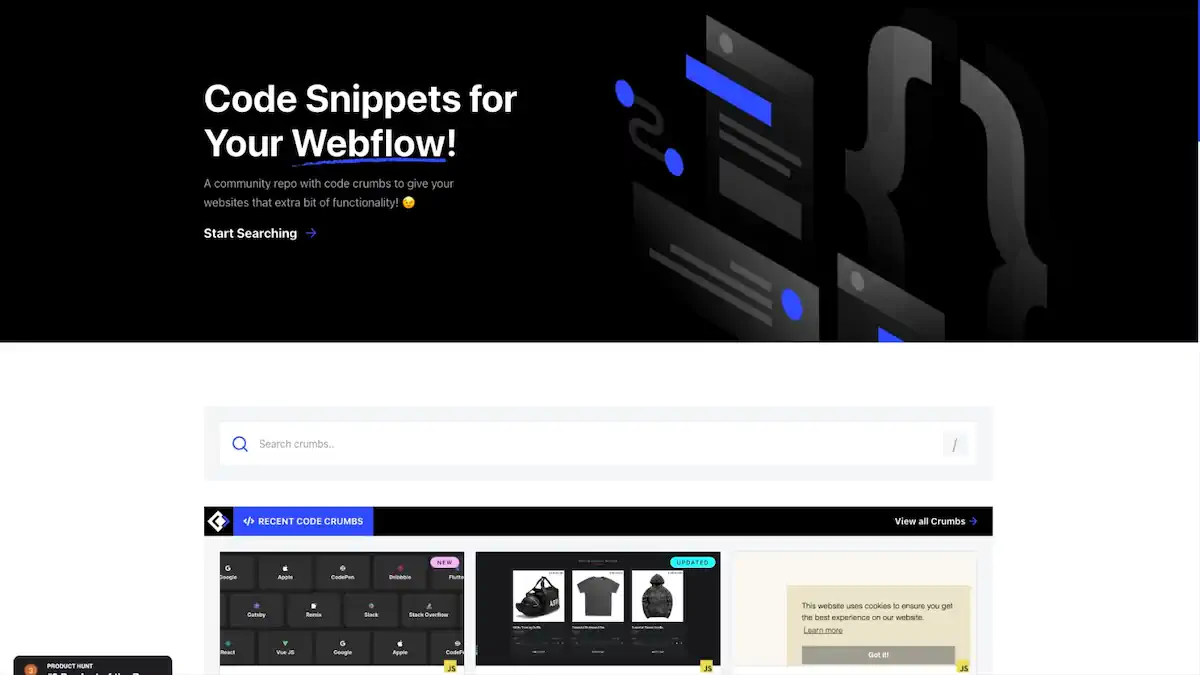 Code Snippets for
Your Webflow!
A community repo with code crumbs to give your
websites that extra bit of functionality! 😉
Start Searching →
Search crumbs..
/
</> RECENT CODE CRUMBS
View all Crumbs →
NEW
Google
Apple
CodePen
Dribbble
Flutte
Gatsby
Remix
Slack
Stack Overflow
React
Vue JS
Google
Apple
CodePe
JS
UPDATED
JS
This website uses cookies to ensure you get
the best experience on our website.
Learn more
Got it!
JS
PRODUCT HUNT